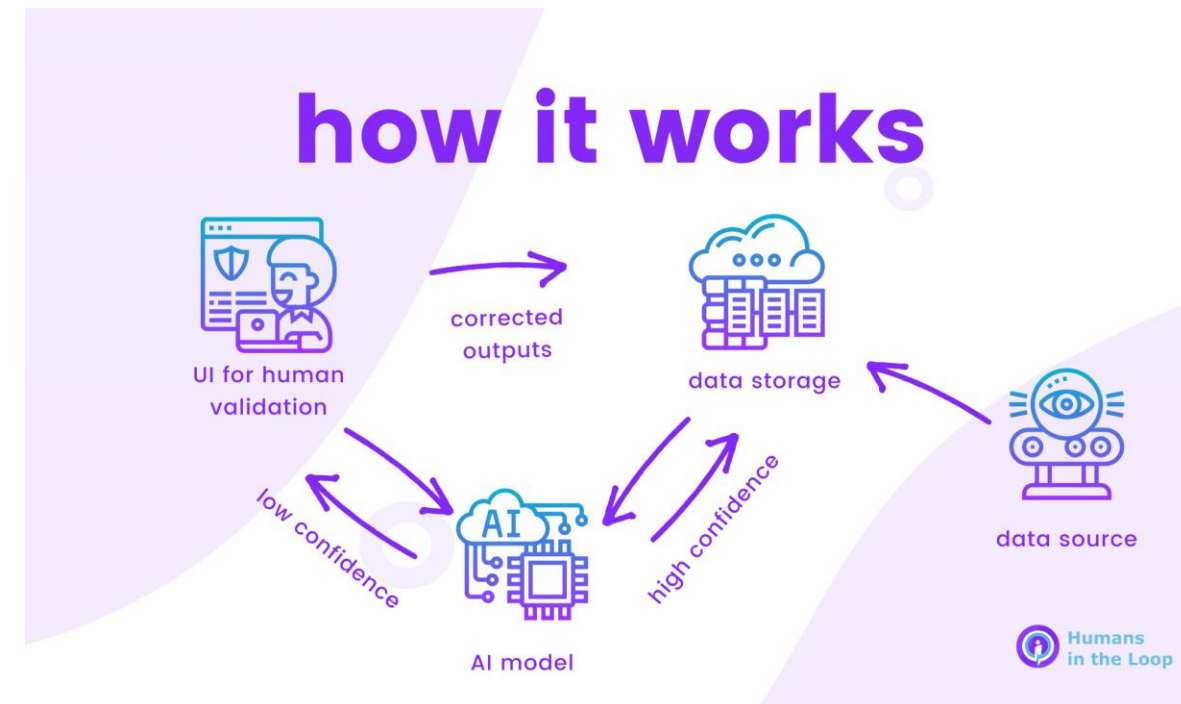 how it works
UI for human
validation
corrected
outputs
data storage
low confidence
AI
high confidence
AI model
data source
Humans
in the Loop